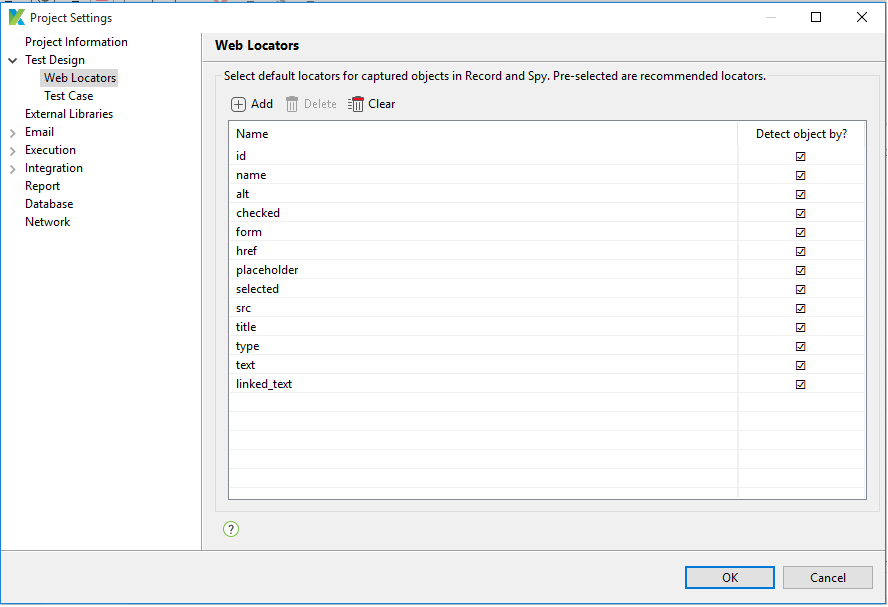 Project Settings
Project Information
Test Design
Web Locators
Test Case
External Libraries
Email
Execution
Integration
Report
Database
Network
Web Locators
Select default locators for captured objects in Record and Spy. Pre-selected are recommended locators.
Add Delete Clear
Name Detect object by?
id
name
alt
checked
form
href
placeholder
selected
src
title
type
text
linked_text
?
OK Cancel